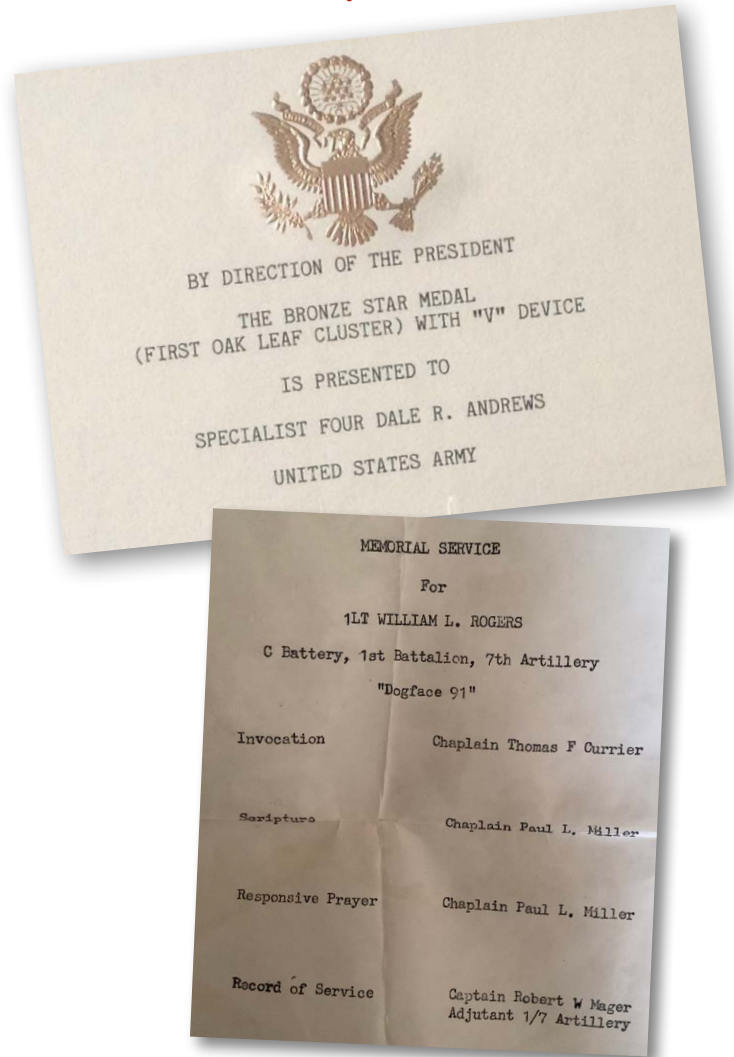 BY DIRECTION OF THE PRESIDENT
THE BRONZE STAR MEDAL
(FIRST OAK LEAF CLUSTER) WITH "V" DEVICE
IS PRESENTED TO
SPECIALIST FOUR DALE R. ANDREWS
UNITED STATES ARMY
MEMORIAL SERVICE
For
1LT WILLIAM L. ROGERS
C Battery, 1st Battalion, 7th Artillery
"Dogface 91"
Invocation Chaplain Thomas F Currier
Scripture Chaplain Paul L. Miller
Responsive Prayer Chaplain Paul L. Miller
Record of Service Captain Robert W Mager
Adjutant 1/7 Artillery